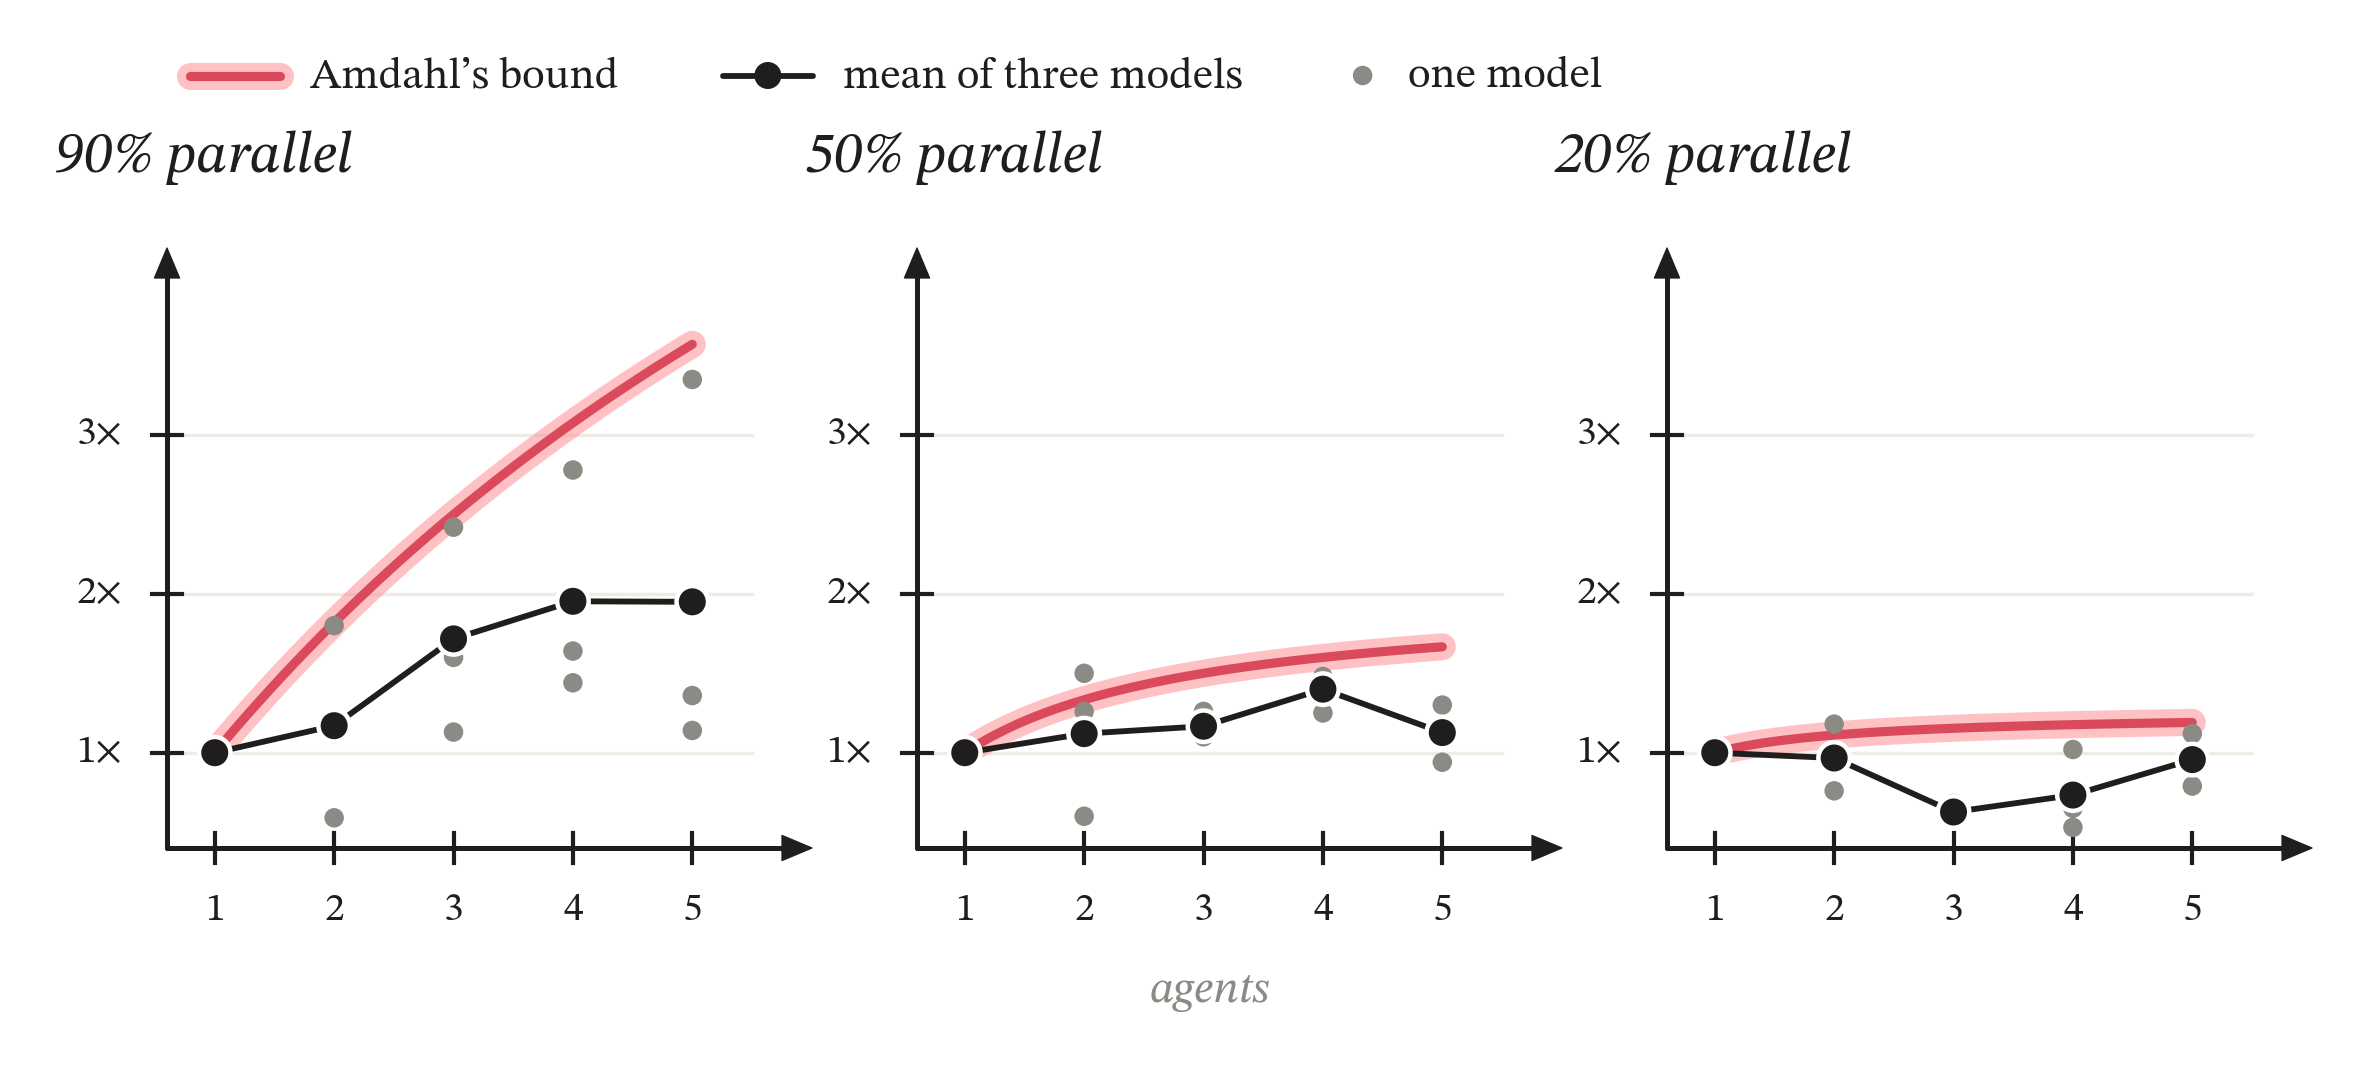 Amdahl’s bound mean of three models one model
90% parallel 50% parallel 20% parallel
3× 3× 3×
2× 2× 2×
1× 1× 1×
1 2 3 4 5 1 2 3 4 5 1 2 3 4 5
agents